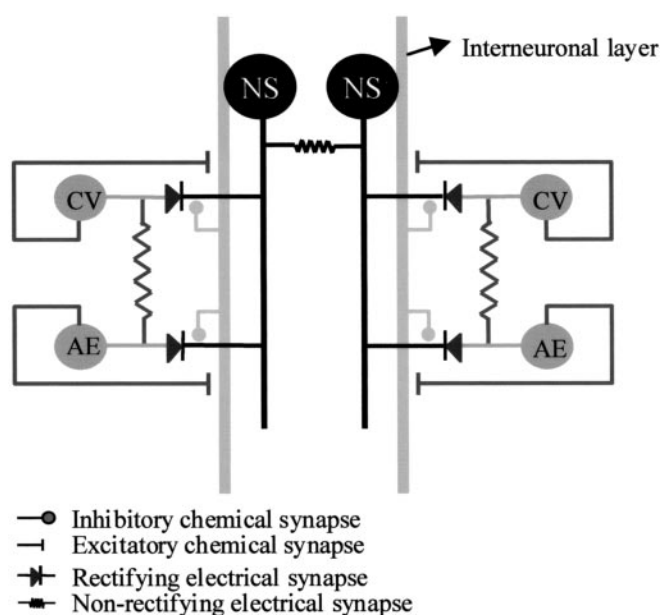 NS NS
Interneuronal layer
CV CV
AE AE
Inhibitory chemical synapse
Excitatory chemical synapse
Rectifying electrical synapse
Non-rectifying electrical synapse